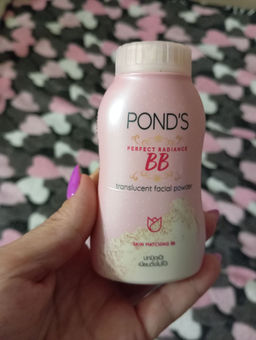 POND'S
PERFECT RADIANCE
BB
translucent facial powder
SKIN MATCHING BB